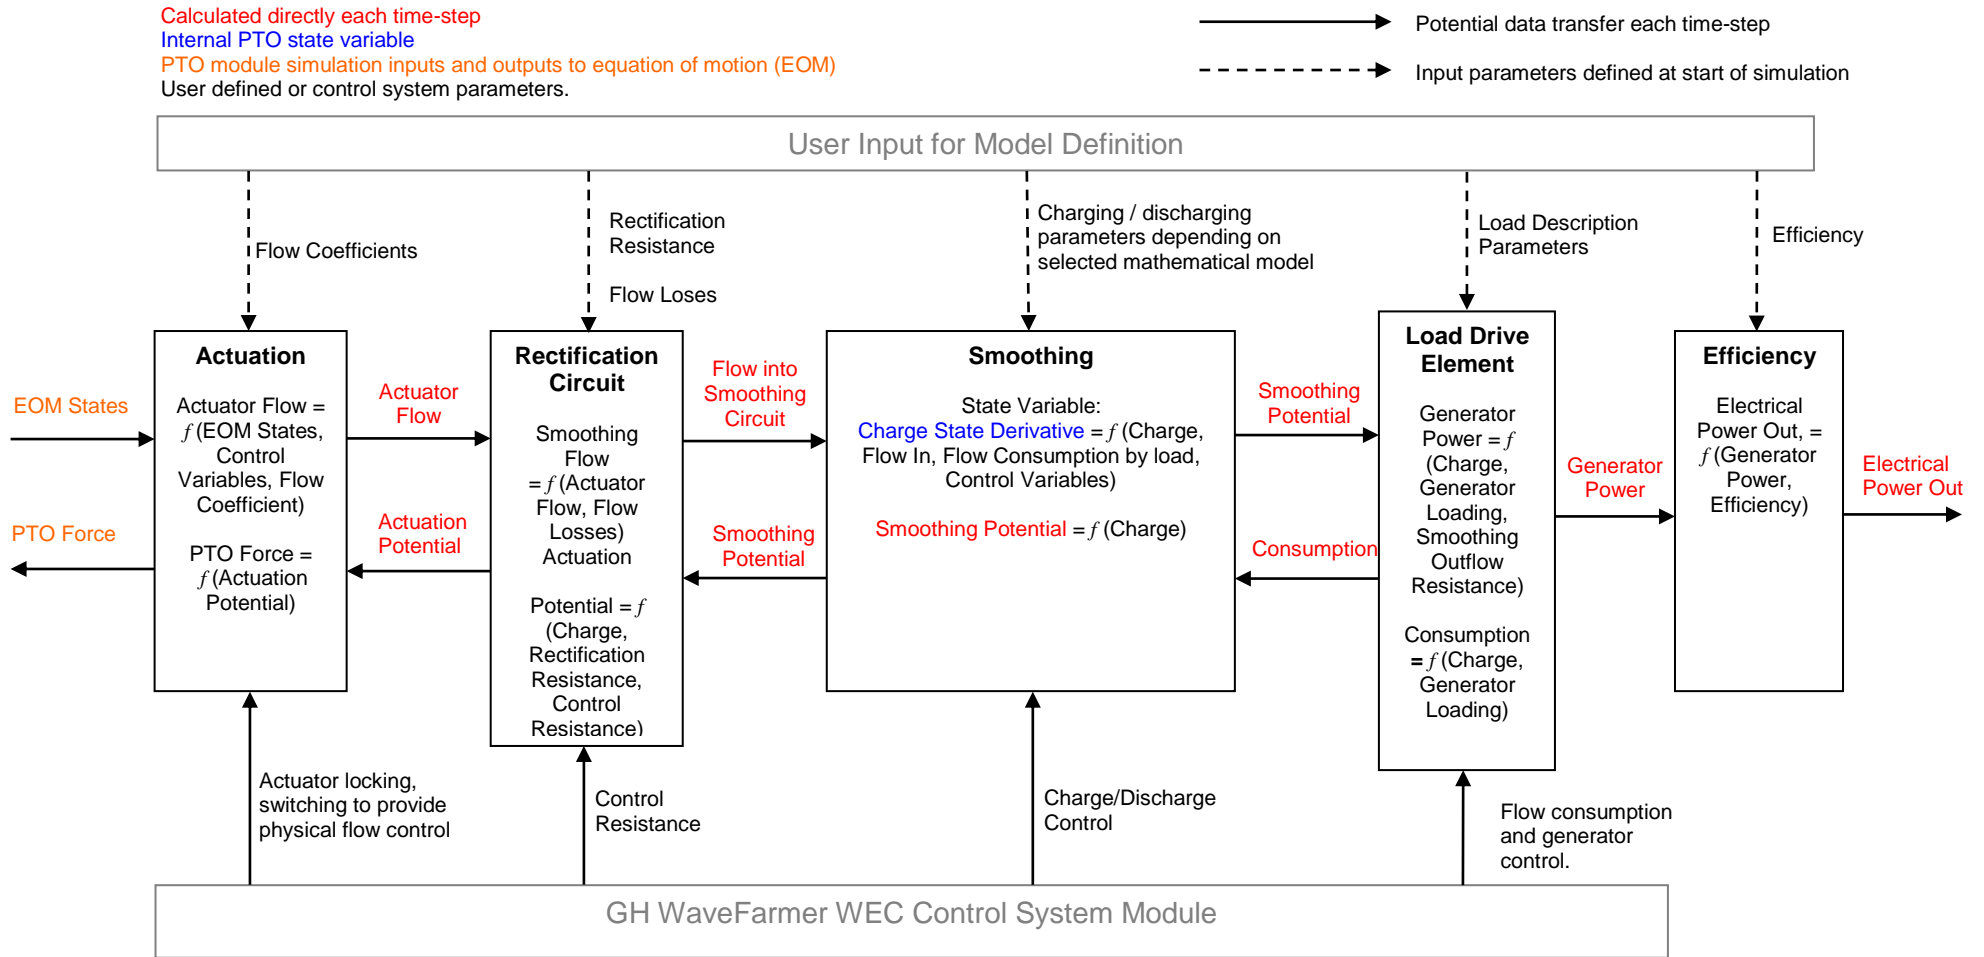 Calculated directly each time-step
Internal PTO state variable
PTO module simulation inputs and outputs to equation of motion (EOM)
User defined or control system parameters.
Potential data transfer each time-step
Input parameters defined at start of simulation
User Input for Model Definition
Flow Coefficients
Rectification
Resistance
Flow Loses
Charging / discharging
parameters depending on
selected mathematical model
Load Description
Parameters
Efficiency
EOM States
PTO Force
Actuation
Actuator Flow =
f (EOM States,
Control
Variables, Flow
Coefficient)
PTO Force =
f (Actuation
Potential)
Actuator
Flow
Actuation
Potential
Rectification
Circuit
Smoothing
Flow
= f (Actuator
Flow, Flow
Losses)
Actuation
Potential = f
(Charge,
Rectification
Resistance,
Control
Resistance)
Flow into
Smoothing
Circuit
Smoothing
Potential
Smoothing
State Variable:
Charge State Derivative = f (Charge,
Flow In, Flow Consumption by load,
Control Variables)
Smoothing Potential = f (Charge)
Smoothing
Potential
Consumption
Load Drive
Element
Generator
Power = f
(Charge,
Generator
Loading,
Smoothing
Outflow
Resistance)
Consumption
= f (Charge,
Generator
Loading)
Generator
Power
Efficiency
Electrical
Power Out, =
f (Generator
Power,
Efficiency)
Electrical
Power Out
Actuator locking,
switching to provide
physical flow control
Control
Resistance
Charge/Discharge
Control
Flow consumption
and generator
control.
GH WaveFarmer WEC Control System Module